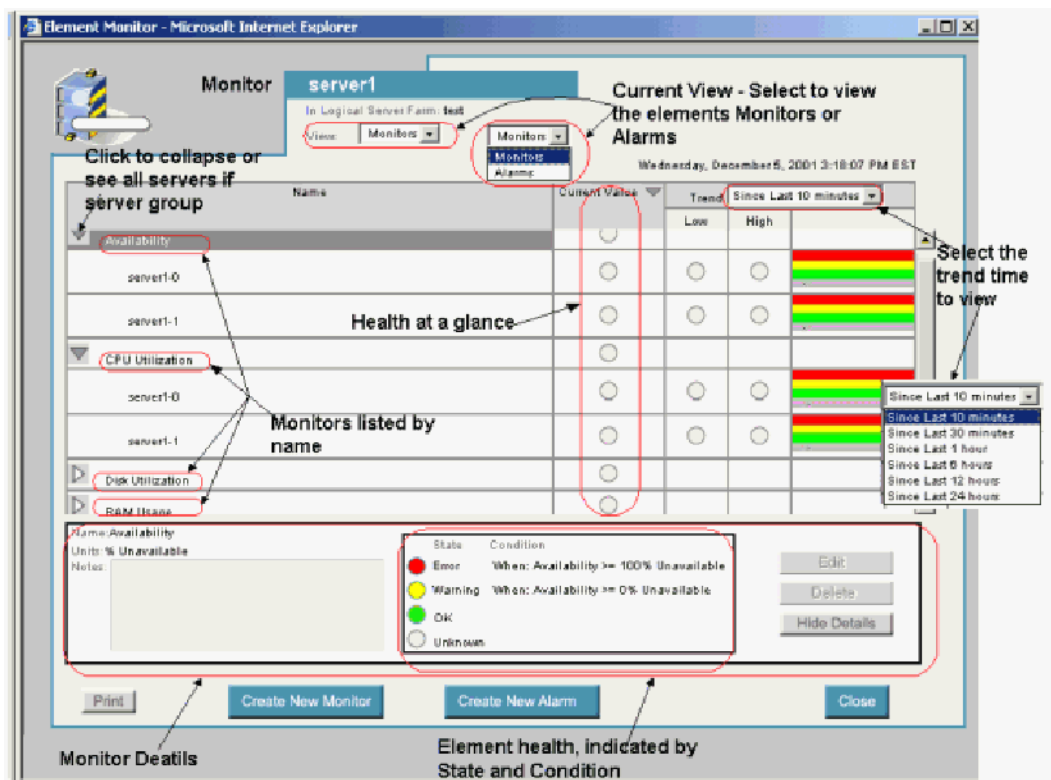 Element Monitor - Microsoft Internet Explorer
Monitor
server1
In Logical Server Farm: test
View: Monitors
Monitors
Monitors
Alarms
Current View - Select to view
the elements Monitors or
Alarms
Wednesday, December 5, 2001 3:18:07 PM EST
Click to collapse or
see all servers if
server group
Name
Current Value
Trend
Since Last 10 minutes
Low
High
Availability
server1-0
server1-1
Health at a glance
Select the
trend time
to view
CPU Utilization
server1-0
server1-1
Monitors listed by
name
Since Last 10 minutes
Since Last 10 minutes
Since Last 30 minutes
Since Last 1 hour
Since Last 6 hours
Since Last 12 hours
Since Last 24 hours
Disk Utilization
RAM Usage
Name: Availability
Units: % Unavailable
Notes:
State Condition
Error When: Availability >= 100% Unavailable
Warning When: Availability >= 0% Unavailable
OK
Unknown
Edit
Delete
Hide Details
Print
Create New Monitor
Create New Alarm
Close
Monitor Deatils
Element health, indicated by
State and Condition